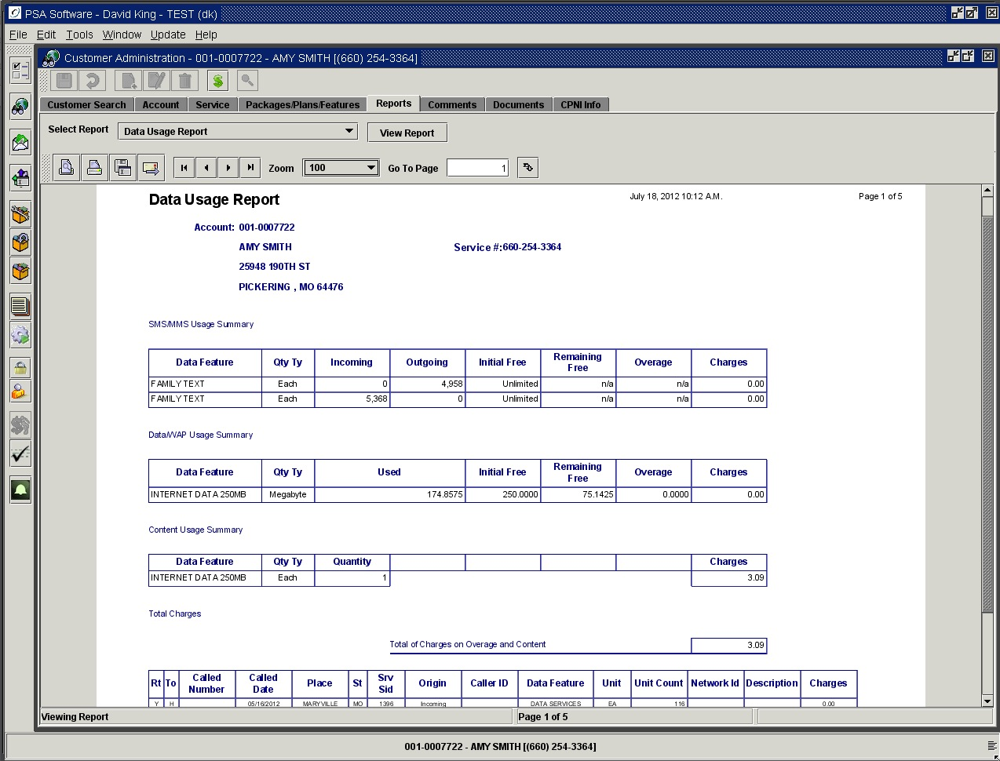 PSA Software - David King - TEST (dk)
File Edit Tools Window Update Help
Customer Administration - 001-0007722 - AMY SMITH [(660) 254-3364]
Customer Search Account Service Packages/Plans/Features Reports Comments Documents CPNI Info
Select Report Data Usage Report View Report
Zoom 100 Go To Page 1
Data Usage Report July 18, 2012 10:12 A.M. Page 1 of 5
Account: 001-0007722
AMY SMITH Service #:660-254-3364
25948 190TH ST
PICKERING , MO 64476
SMS/MMS Usage Summary
Data Feature Qty Ty Incoming Outgoing Initial Free Remaining Free Overage Charges
FAMILY TEXT Each 0 4,958 Unlimited n/a n/a 0.00
FAMILY TEXT Each 5,368 0 Unlimited n/a n/a 0.00
Data/WAP Usage Summary
Data Feature Qty Ty Used Initial Free Remaining Free Overage Charges
INTERNET DATA 250MB Megabyte 174.8575 250.0000 75.1425 0.0000 0.00
Content Usage Summary
Data Feature Qty Ty Quantity Charges
INTERNET DATA 250MB Each 1 3.09
Total Charges
Total of Charges on Overage and Content 3.09
Rt To Called Number Called Date Place St Srv Sid Origin Caller ID Data Feature Unit Unit Count Network Id Description Charges
Y H 05/16/2012 MARYVILLE MO 1396 Incoming DATA SERVICES EA 116 0.00
Viewing Report Page 1 of 5
001-0007722 - AMY SMITH [(660) 254-3364]